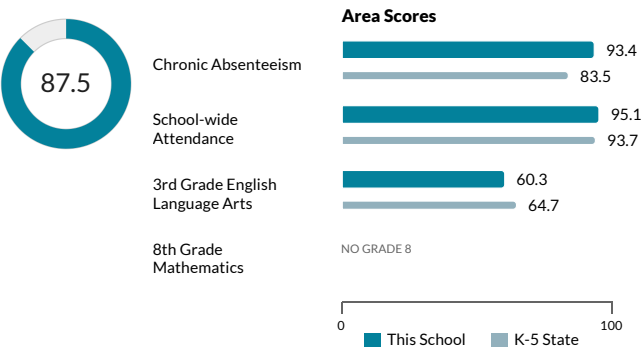 Area Scores
87.5
Chronic Absenteeism
93.4
83.5
School-wide
Attendance
95.1
93.7
3rd Grade English
Language Arts
60.3
64.7
8th Grade
Mathematics
NO GRADE 8
0
100
This School
K-5 State